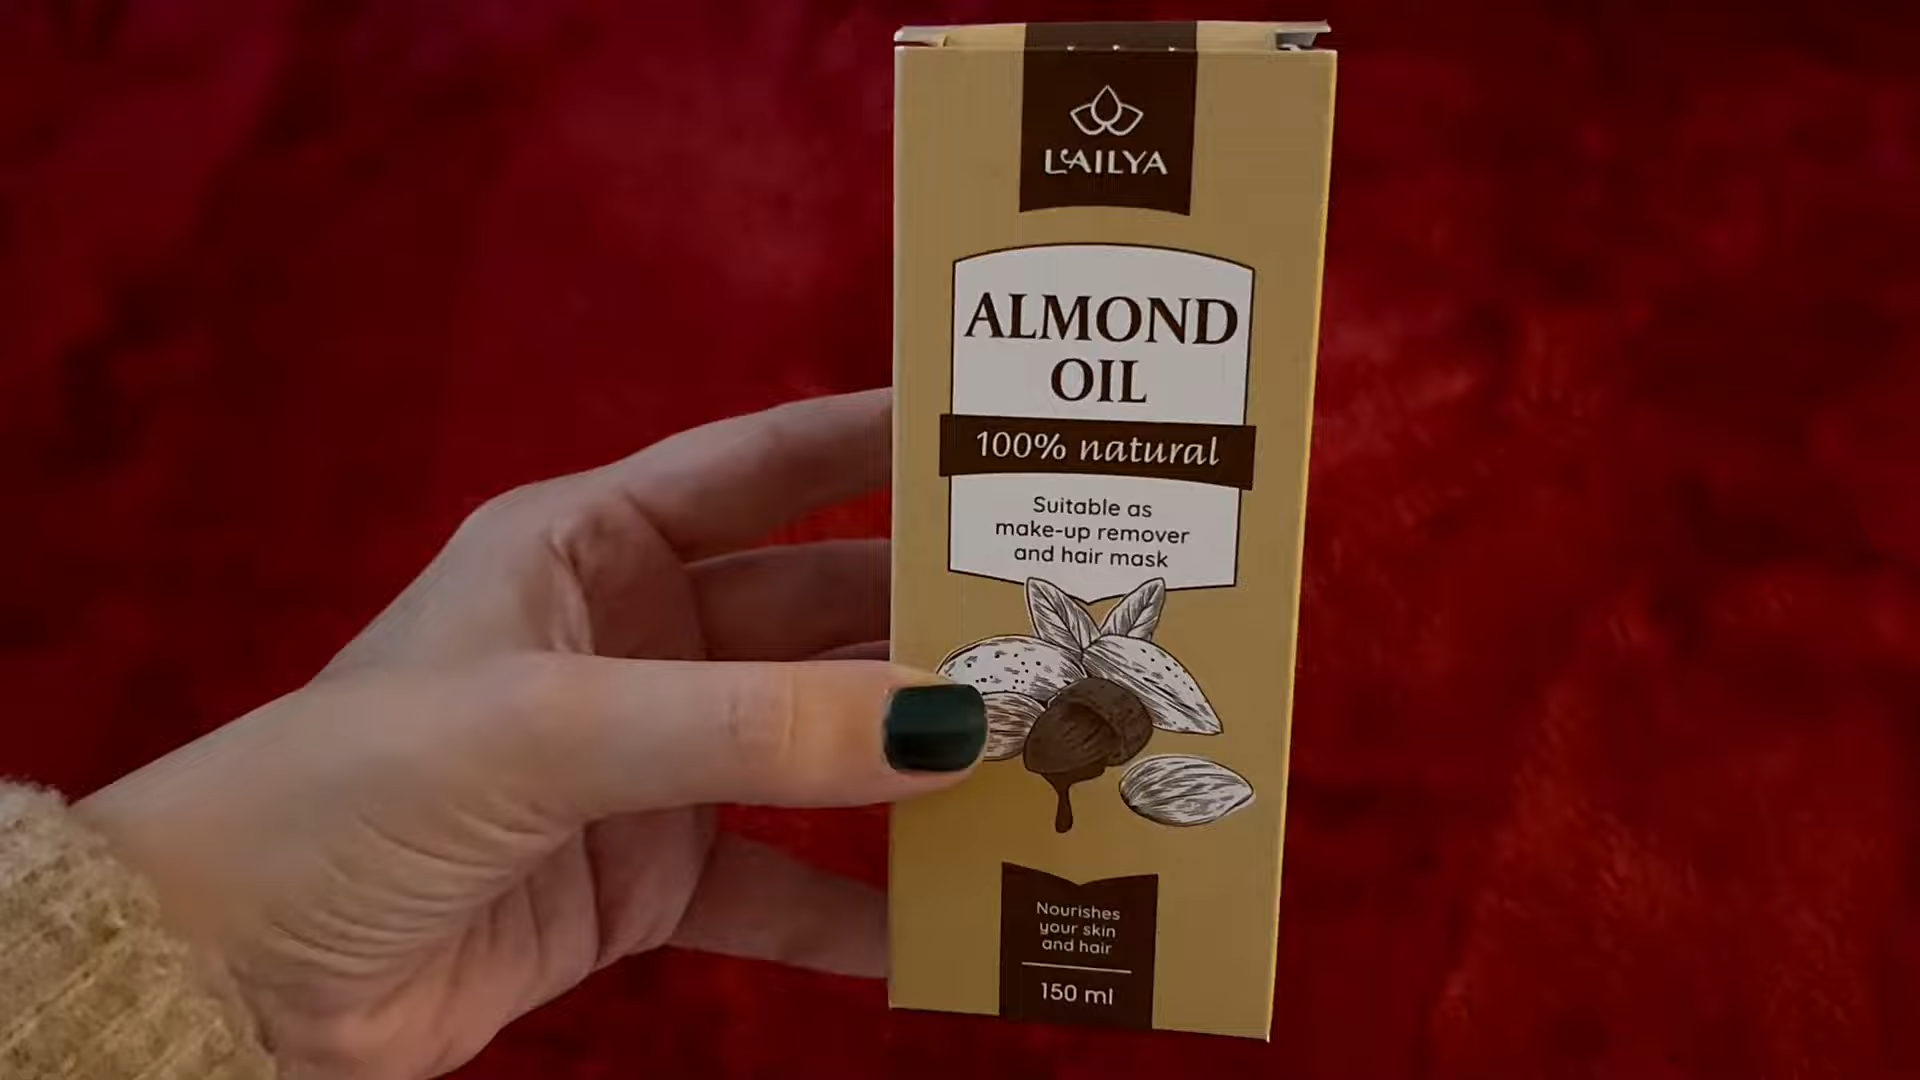 L'AILYA
ALMOND
OIL
100% natural
Suitable as
make-up remover
and hair mask
Nourishes
your skin
and hair
150 ml